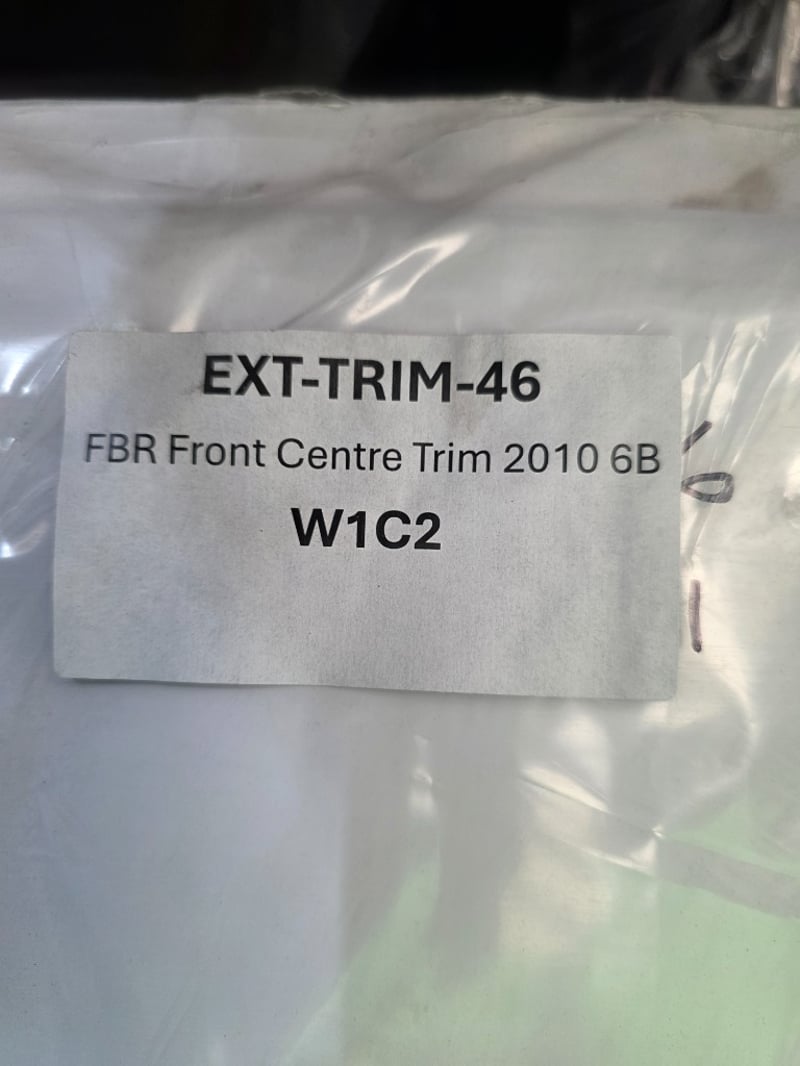 EXT-TRIM-46
FBR Front Centre Trim 2010 6B
W1C2